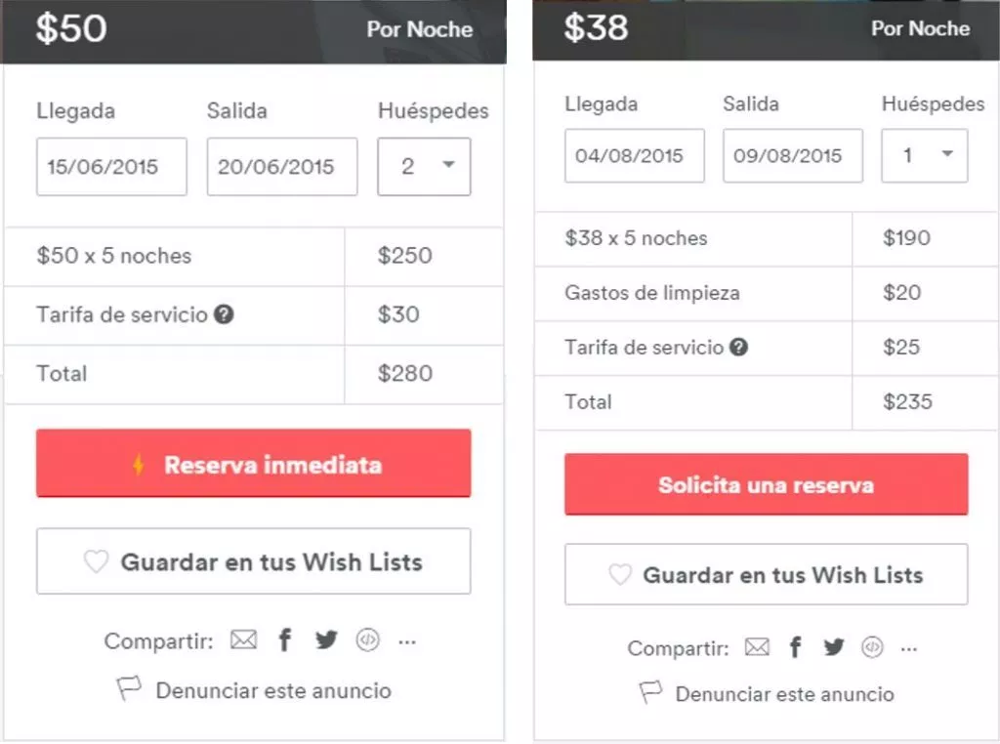 $50 Por Noche
Llegada Salida Huéspedes
15/06/2015 20/06/2015 2
$50 x 5 noches $250
Tarifa de servicio ? $30
Total $280
Reserva inmediata
Guardar en tus Wish Lists
Compartir: f ...
Denunciar este anuncio
$38 Por Noche
Llegada Salida Huéspedes
04/08/2015 09/08/2015 1
$38 x 5 noches $190
Gastos de limpieza $20
Tarifa de servicio ? $25
Total $235
Solicita una reserva
Guardar en tus Wish Lists
Compartir: f ...
Denunciar este anuncio